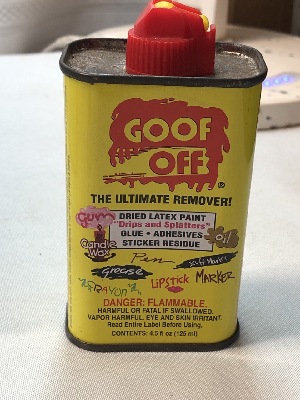 GOOF
OFF®
THE ULTIMATE REMOVER!
Gum
DRIED LATEX PAINT
"Drips and Splatters"
GLUE • ADHESIVES
STICKER RESIDUE
Oil
Candle
Wax
Pen
Grease
LipStick
MARKER
CRAYON
DANGER: FLAMMABLE.
HARMFUL OR FATAL IF SWALLOWED.
VAPOR HARMFUL. EYE AND SKIN IRRITANT.
Read Entire Label Before Using.
CONTENTS: 4.5 fl oz (125 ml)